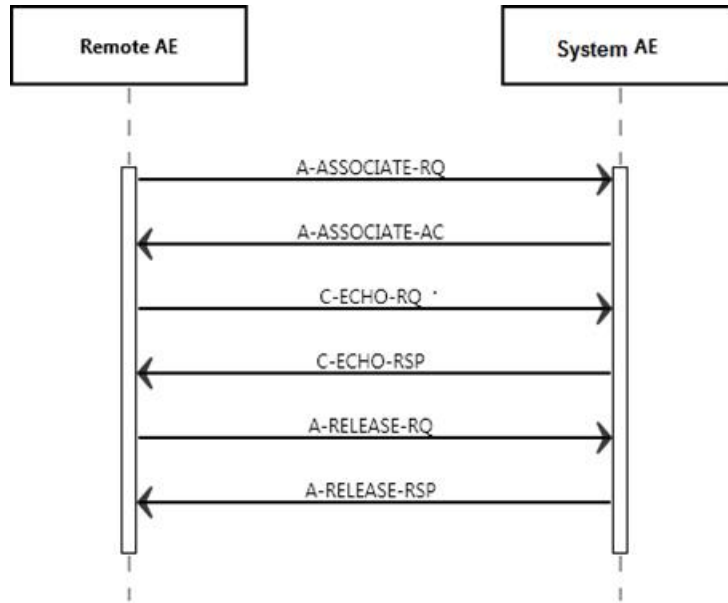 Remote AE
System AE
A-ASSOCIATE-RQ
A-ASSOCIATE-AC
C-ECHO-RQ
C-ECHO-RSP
A-RELEASE-RQ
A-RELEASE-RSP